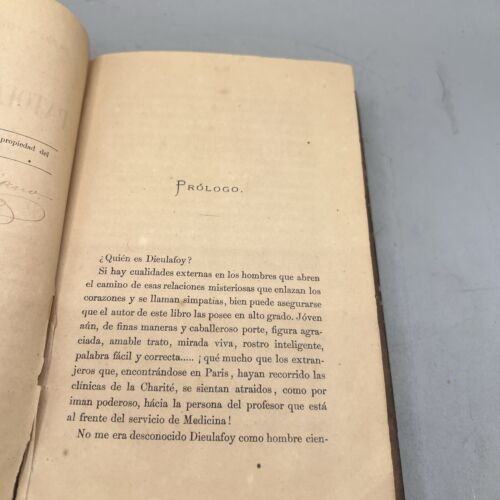 propiedad del
PRÓLOGO.
¿Quién es Dieulafoy?
Si hay cualidades externas en los hombres que abren
el camino de esas relaciones misteriosas que enlazan los
corazones y se llaman simpatías, bien puede asegurarse
que el autor de este libro las posee en alto grado. Jóven
aún, de finas maneras y caballeroso porte, figura agra-
ciada, amable trato, mirada viva, rostro inteligente,
palabra fácil y correcta..... ¡qué mucho que los extran-
jeros que, encontrándose en Paris, hayan recorrido las
clínicas de la Charité, se sientan atraidos, como por
iman poderoso, hácia la persona del profesor que está
al frente del servicio de Medicina!
No me era desconocido Dieulafoy como hombre cien-